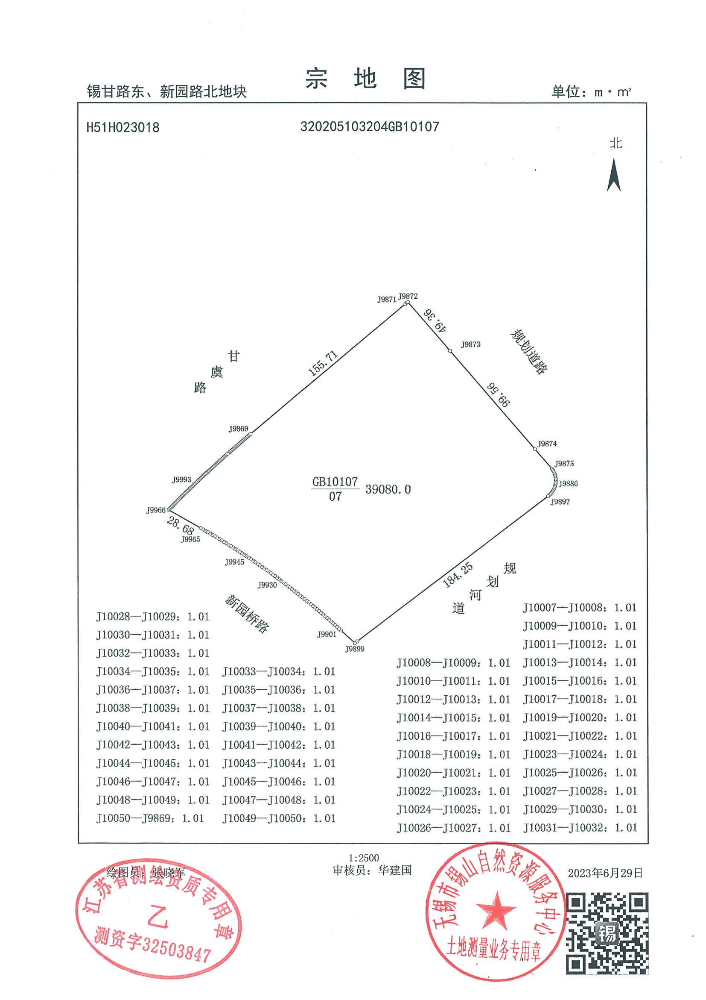 宗 地 图
锡甘路东、新园路北地块
单位：m·㎡
H51H023018
320205103204GB10107
北
J9871
J9872
49.36
J9873
规划道路
155.71
甘虞路
99.56
J9869
J9874
J9875
J9886
J9897
J9993
GB10107
07
39080.0
J9966
28.68
J9965
J9945
J9930
新园桥路
184.25
规划河道
J9901
J9899
J10028—J10029：1.01
J10030—J10031：1.01
J10032—J10033：1.01
J10034—J10035：1.01
J10036—J10037：1.01
J10038—J10039：1.01
J10040—J10041：1.01
J10042—J10043：1.01
J10044—J10045：1.01
J10046—J10047：1.01
J10048—J10049：1.01
J10050—J9869：1.01
J10033—J10034：1.01
J10035—J10036：1.01
J10037—J10038：1.01
J10039—J10040：1.01
J10041—J10042：1.01
J10043—J10044：1.01
J10045—J10046：1.01
J10047—J10048：1.01
J10049—J10050：1.01
J10008—J10009：1.01
J10010—J10011：1.01
J10012—J10013：1.01
J10014—J10015：1.01
J10016—J10017：1.01
J10018—J10019：1.01
J10020—J10021：1.01
J10022—J10023：1.01
J10024—J10025：1.01
J10026—J10027：1.01
J10007—J10008：1.01
J10009—J10010：1.01
J10011—J10012：1.01
J10013—J10014：1.01
J10015—J10016：1.01
J10017—J10018：1.01
J10019—J10020：1.01
J10021—J10022：1.01
J10023—J10024：1.01
J10025—J10026：1.01
J10027—J10028：1.01
J10029—J10030：1.01
J10031—J10032：1.01
1:2500
绘图员：张晓军
审核员：华建国
2023年6月29日
江苏省测绘资质专用章
乙
测资字32503847
无锡市锡山自然资源服务中心
土地测量业务专用章
锡